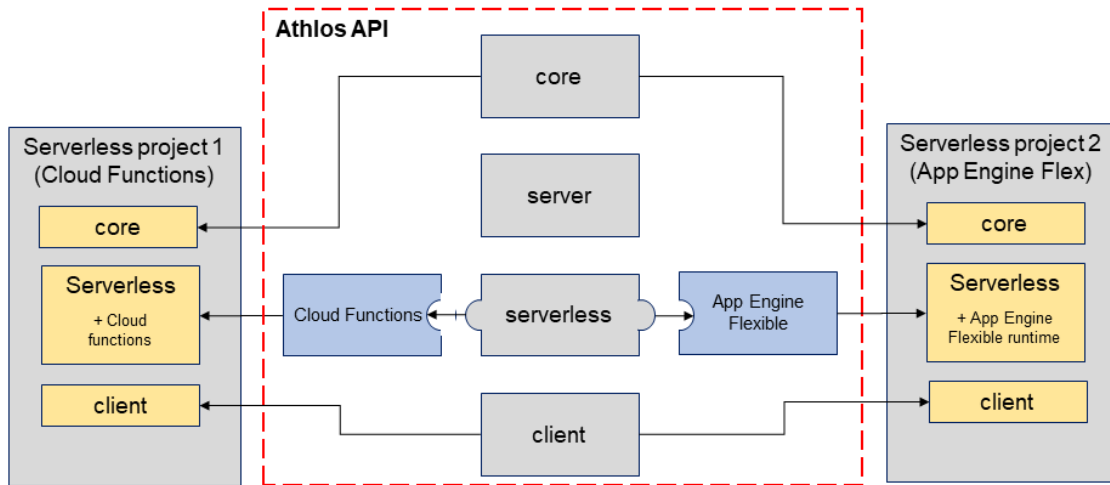 Athlos API
core
server
Cloud Functions
serverless
App Engine
Flexible
client
Serverless project 1
(Cloud Functions)
core
Serverless
+ Cloud
functions
client
Serverless project 2
(App Engine Flex)
core
Serverless
+ App Engine
Flexible runtime
client